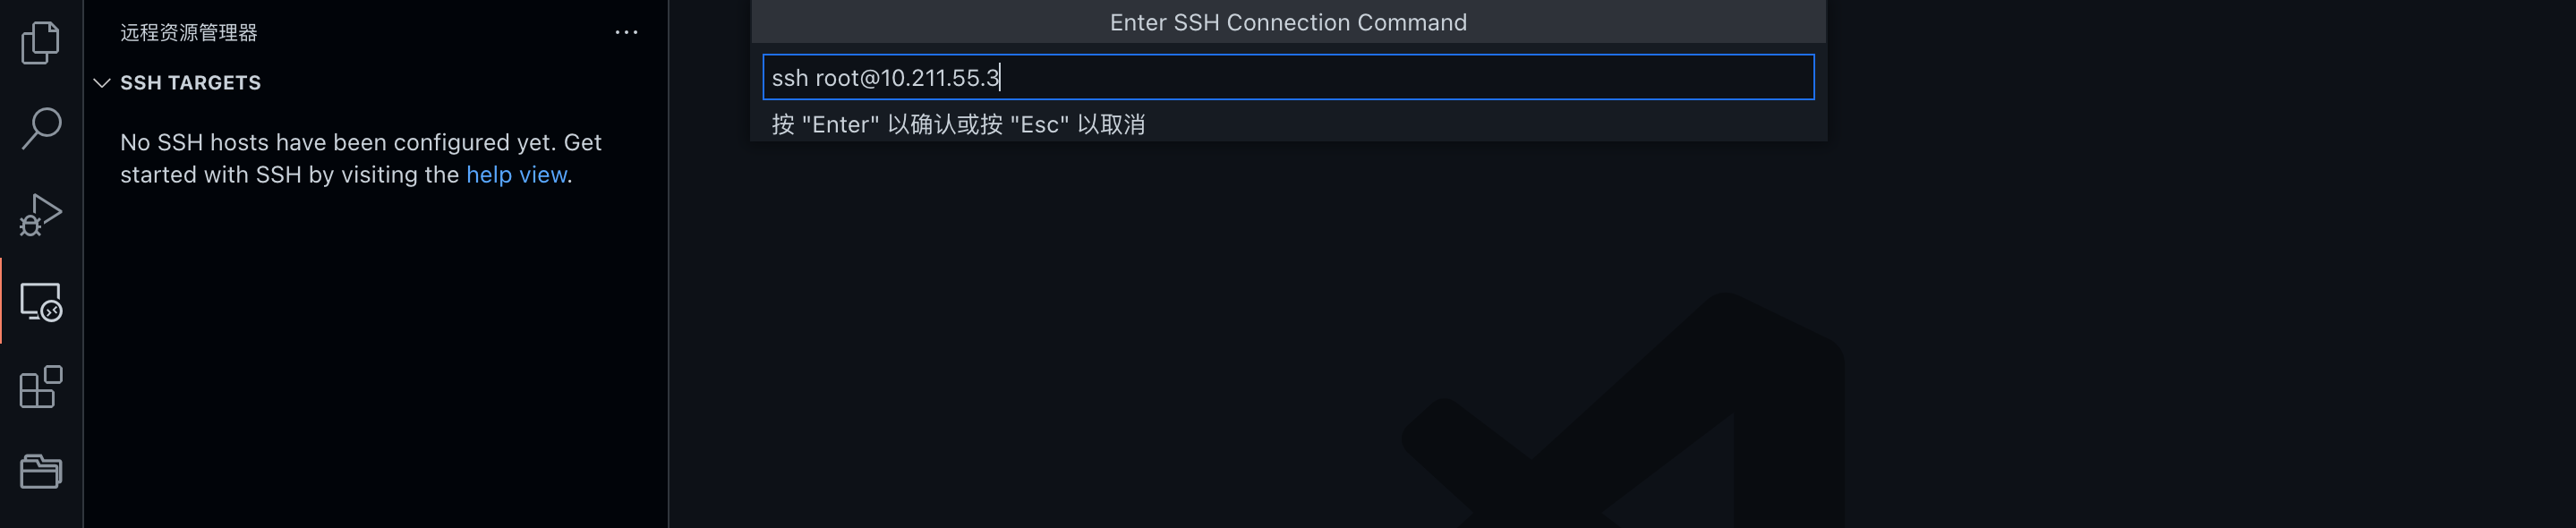 远程资源管理器
SSH TARGETS
No SSH hosts have been configured yet. Get
started with SSH by visiting the help view.
Enter SSH Connection Command
ssh root@10.211.55.3
按 "Enter" 以确认或按 "Esc" 以取消